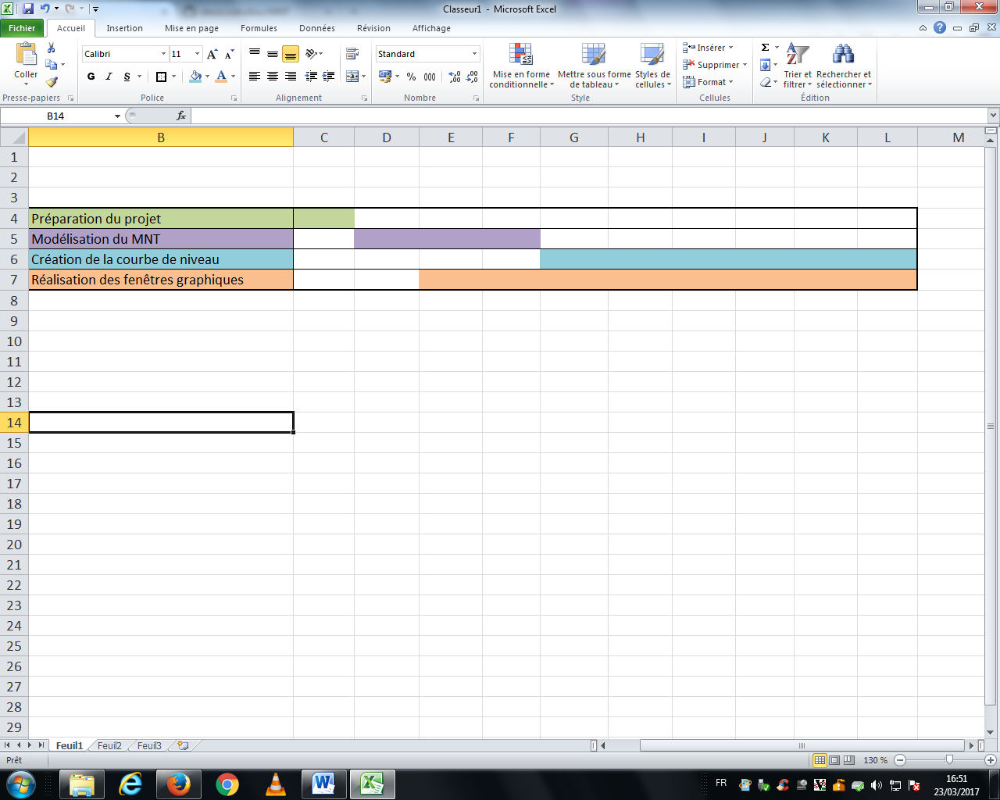 Classeur1 - Microsoft Excel
Fichier Accueil Insertion Mise en page Formules Données Révision Affichage
Coller
Presse-papiers
Calibri 11
G I S A
Police
Alignement
Standard
% 000
Nombre
Mise en forme conditionnelle
Mettre sous forme de tableau
Styles de cellules
Style
Insérer
Supprimer
Format
Cellules
Σ
Trier et filtrer
Rechercher et sélectionner
Édition
B14 fx
B C D E F G H I J K L M
1
2
3
4 Préparation du projet
5 Modélisation du MNT
6 Création de la courbe de niveau
7 Réalisation des fenêtres graphiques
8
9
10
11
12
13
14
15
16
17
18
19
20
21
22
23
24
25
26
27
28
29
Feuil1 Feuil2 Feuil3
Prêt 130 %
FR 16:51
23/03/2017